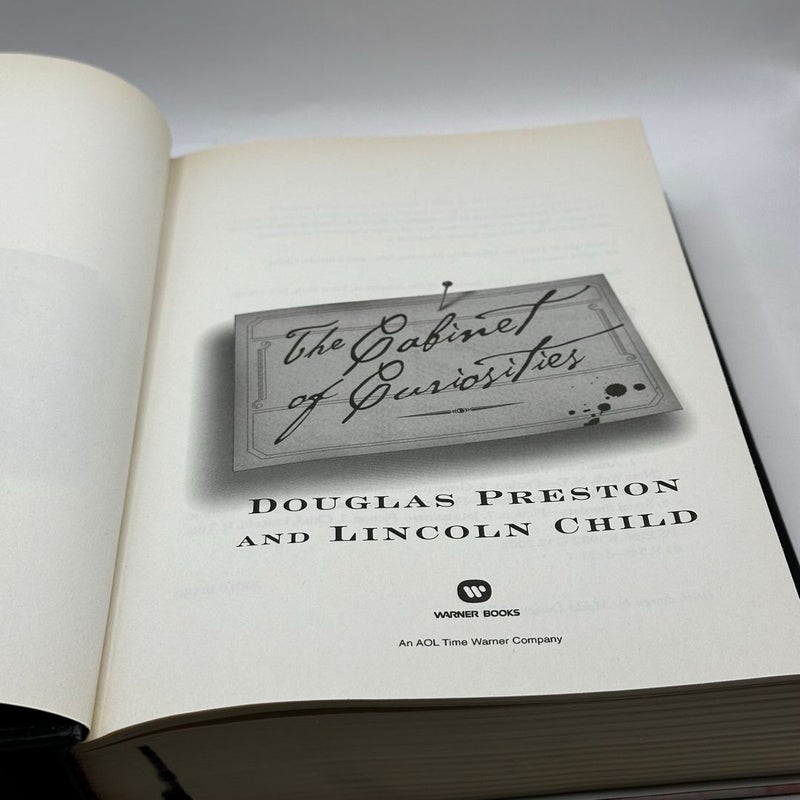 The Cabinet
of Curiosities
DOUGLAS PRESTON
AND LINCOLN CHILD
WARNER BOOKS
An AOL Time Warner Company